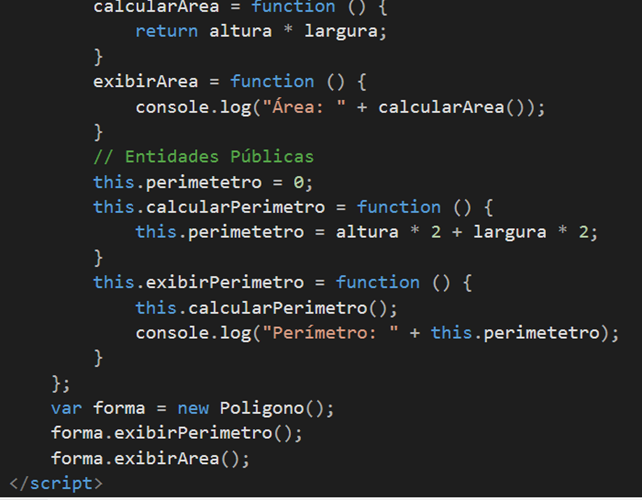 calcularArea = function () {
return altura * largura;
}
exibirArea = function () {
console.log("Área: " + calcularArea());
}
// Entidades Públicas
this.perimetetro = 0;
this.calcularPerimetro = function () {
this.perimetetro = altura * 2 + largura * 2;
}
this.exibirPerimetro = function () {
this.calcularPerimetro();
console.log("Perímetro: " + this.perimetetro);
}
};
var forma = new Poligono();
forma.exibirPerimetro();
forma.exibirArea();
</script>